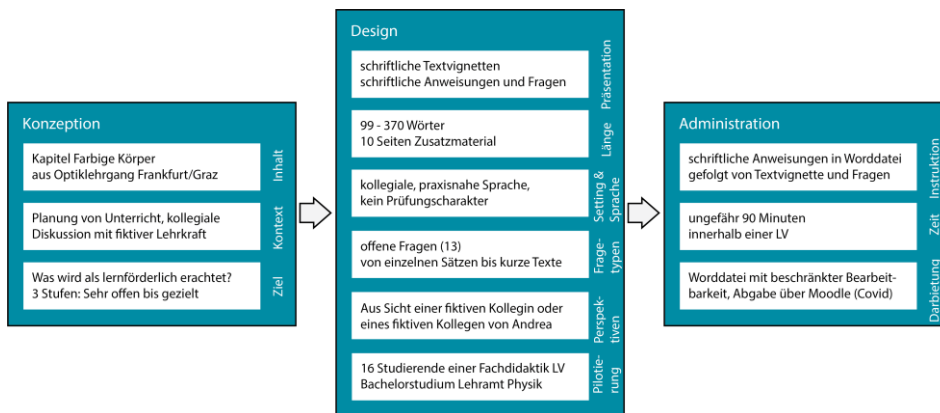 Konzeption
Kapitel Farbige Körper
aus Optiklehrgang Frankfurt/Graz
Inhalt
Planung von Unterricht, kollegiale
Diskussion mit fiktiver Lehrkraft
Kontext
Was wird als lernförderlich erachtet?
3 Stufen: Sehr offen bis gezielt
Ziel
Design
schriftliche Textvignetten
schriftliche Anweisungen und Fragen
Präsentation
99 - 370 Wörter
10 Seiten Zusatzmaterial
Länge
kollegiale, praxisnahe Sprache,
kein Prüfungscharakter
Setting &
Sprache
offene Fragen (13)
von einzelnen Sätzen bis kurze Texte
Frage-
typen
Aus Sicht einer fiktiven Kollegin oder
eines fiktiven Kollegen von Andrea
Perspek-
tiven
16 Studierende einer Fachdidaktik LV
Bachelorstudium Lehramt Physik
Pilotie-
rung
Administration
schriftliche Anweisungen in Worddatei
gefolgt von Textvignette und Fragen
Instruktion
ungefähr 90 Minuten
innerhalb einer LV
Zeit
Worddatei mit beschränkter Bearbeit-
barkeit, Abgabe über Moodle (Covid)
Darbietung